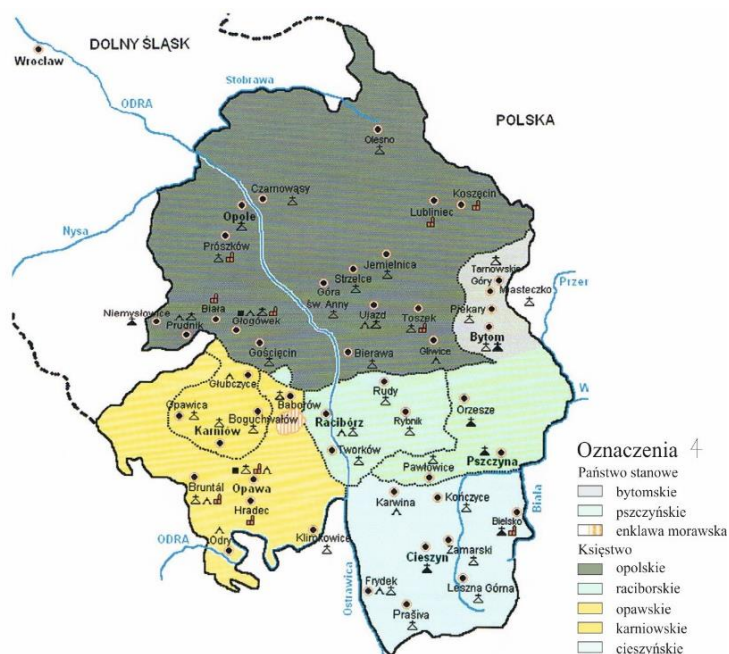 DOLNY ŚLĄSK
Wrocław
ODRA
Stobrawa
POLSKA
Olesno
Czarnowąsy
Koszęcin
Lubliniec
Opole
Nysa
Prószków
Jemielnica
Strzelce
Tarnowskie
Góry
Miasteczko
Góra
św. Anny
Niemysłowice
Biała
Prudnik
Głogówek
Ujazd
Toszek
Piekary
Bytom
Gościęcin
Bierawa
Gliwice
Głubczyce
Rudy
Opawica
Baborów
Boguchwałów
Racibórz
Rybnik
Orzesze
Karniów
Tworków
Pszczyna
Pawłowice
Bruntál
Opawa
Hradec
Karwina
Kończyce
Biała
Bielsko
Klimkowice
ODRA
Odry
Cieszyn
Zamarski
Ostrawica
Frydek
Leszna Górna
Prašiva
Przer
W
Oznaczenia 4
Państwo stanowe
bytomskie
pszczyńskie
enklawa morawska
Księstwo
opolskie
raciborskie
opawskie
karniowskie
cieszyńskie